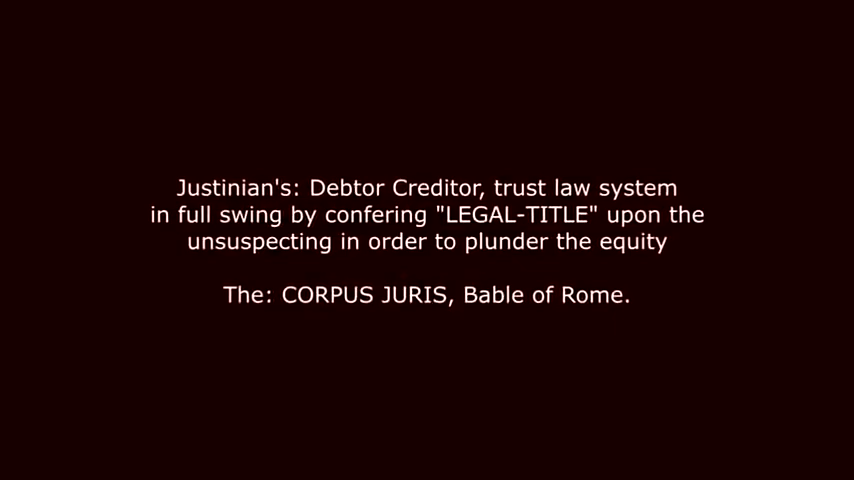 Justinian's: Debtor Creditor, trust law system
in full swing by confering "LEGAL-TITLE" upon the
unsuspecting in order to plunder the equity
The: CORPUS JURIS, Bable of Rome.